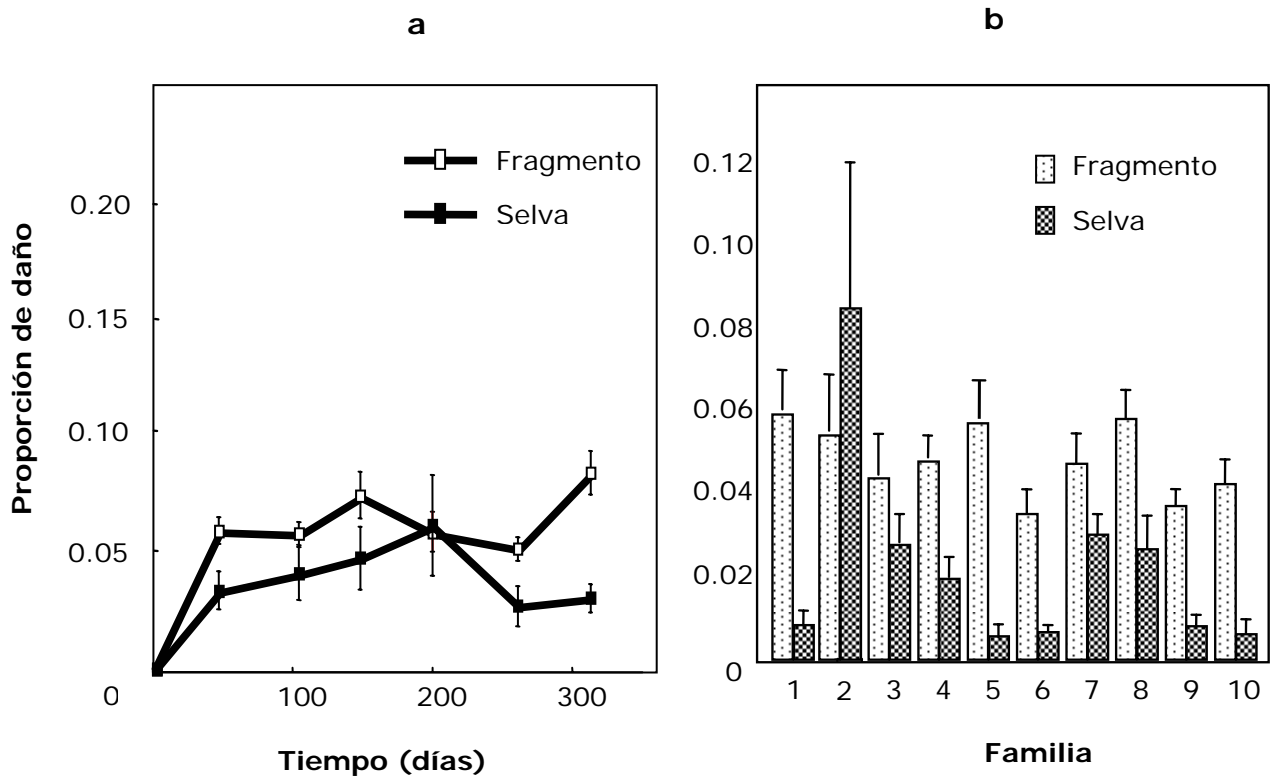 a
Proporción de daño
0.20
0.15
0.10
0.05
0
100
200
300
Tiempo (días)
Fragmento
Selva
b
0.12
0.10
0.08
0.06
0.04
0.02
0
Fragmento
Selva
1 2 3 4 5 6 7 8 9 10
Familia